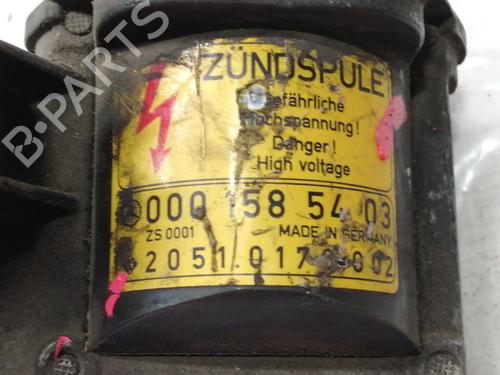 B-PARTS
ZÜNDSPULE
Gefährliche
Hochspannung!
Danger!
High voltage
000 158 54 03
ZS 0001 MADE IN GERMANY